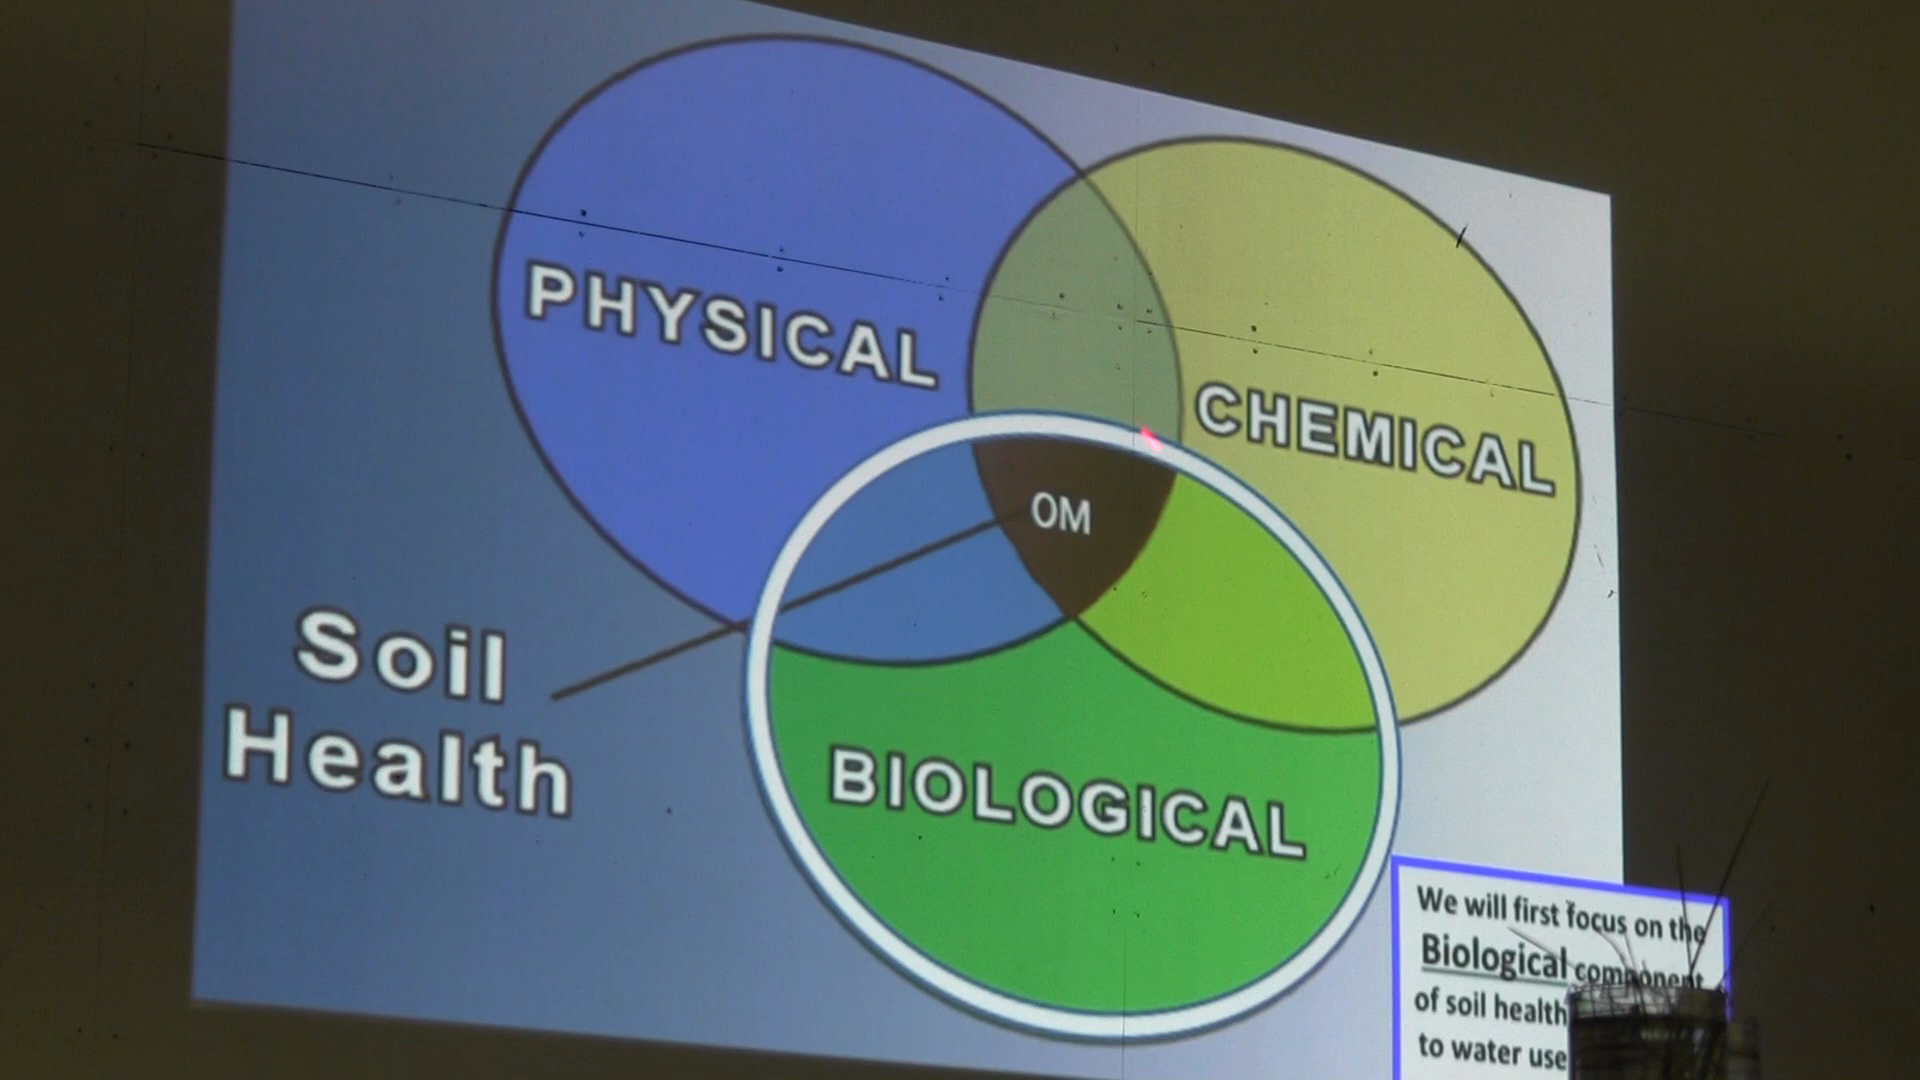 PHYSICAL
CHEMICAL
OM
Soil
Health
BIOLOGICAL
We will first focus on the
Biological component
of soil health
to water use